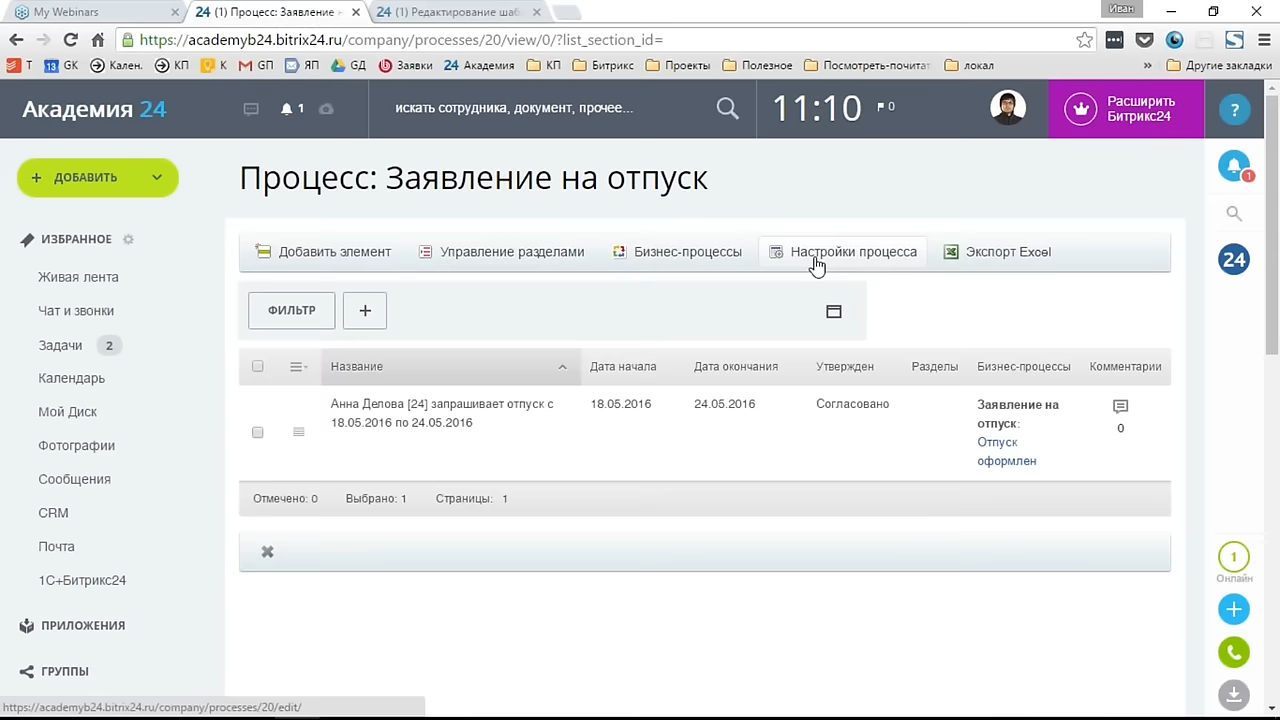 My Webinars
24 (1) Процесс: Заявление
24 (1) Редактирование шаб
Иван
https://academyb24.bitrix24.ru/company/processes/20/view/0/?list_section_id=
Т
13 GK
Кален.
КП
К
ГП
ЯП
ГД
Заявки
24 Академия
КП
Битрикс
Проекты
Полезное
Посмотреть-почитат
локал
»
Другие закладки
Академия 24
1
искать сотрудника, документ, прочее...
11:10
0
Расширить
Битрикс24
?
+ ДОБАВИТЬ
Процесс: Заявление на отпуск
1
ИЗБРАННОЕ
Живая лента
Чат и звонки
Задачи 2
Календарь
Мой Диск
Фотографии
Сообщения
CRM
Почта
1С+Битрикс24
ПРИЛОЖЕНИЯ
ГРУППЫ
Добавить элемент
Управление разделами
Бизнес-процессы
Настройки процесса
Экспорт Excel
24
ФИЛЬТР
+
Название
Дата начала
Дата окончания
Утвержден
Разделы
Бизнес-процессы
Комментарии
Анна Делова [24] запрашивает отпуск с
18.05.2016 по 24.05.2016
18.05.2016
24.05.2016
Согласовано
Заявление на
отпуск:
Отпуск
оформлен
0
Отмечено: 0
Выбрано: 1
Страницы: 1
1
Онлайн
https://academyb24.bitrix24.ru/company/processes/20/edit/